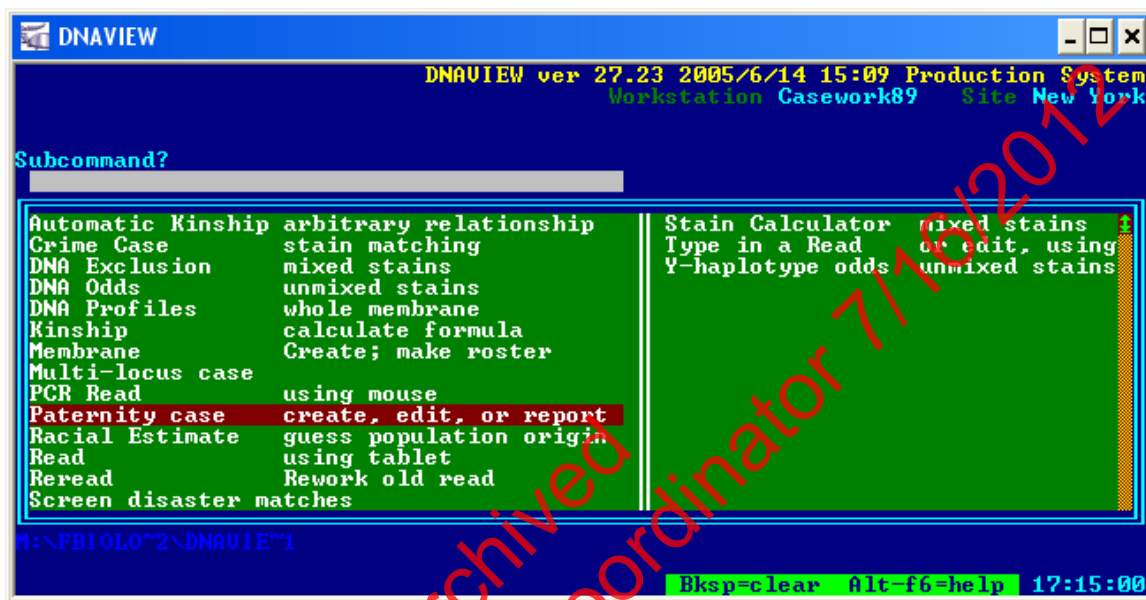 DNAVIEW
DNAVIEW ver 27.23 2005/6/14 15:09 Production System
Workstation Casework89 Site New York
Subcommand?
Automatic Kinship arbitrary relationship
Crime Case stain matching
DNA Exclusion mixed stains
DNA Odds unmixed stains
DNA Profiles whole membrane
Kinship calculate formula
Membrane Create; make roster
Multi-locus case
PCR Read using mouse
Paternity case create, edit, or report
Racial Estimate guess population origin
Read using tablet
Reread Rework old read
Screen disaster matches
Stain Calculator mixed stains
Type in a Read or edit, using
Y-haplotype odds unmixed stains
M:\FBIOLO~2\DNAVIE~1
Bksp=clear Alt-f6=help 17:15:00
7/16/2012